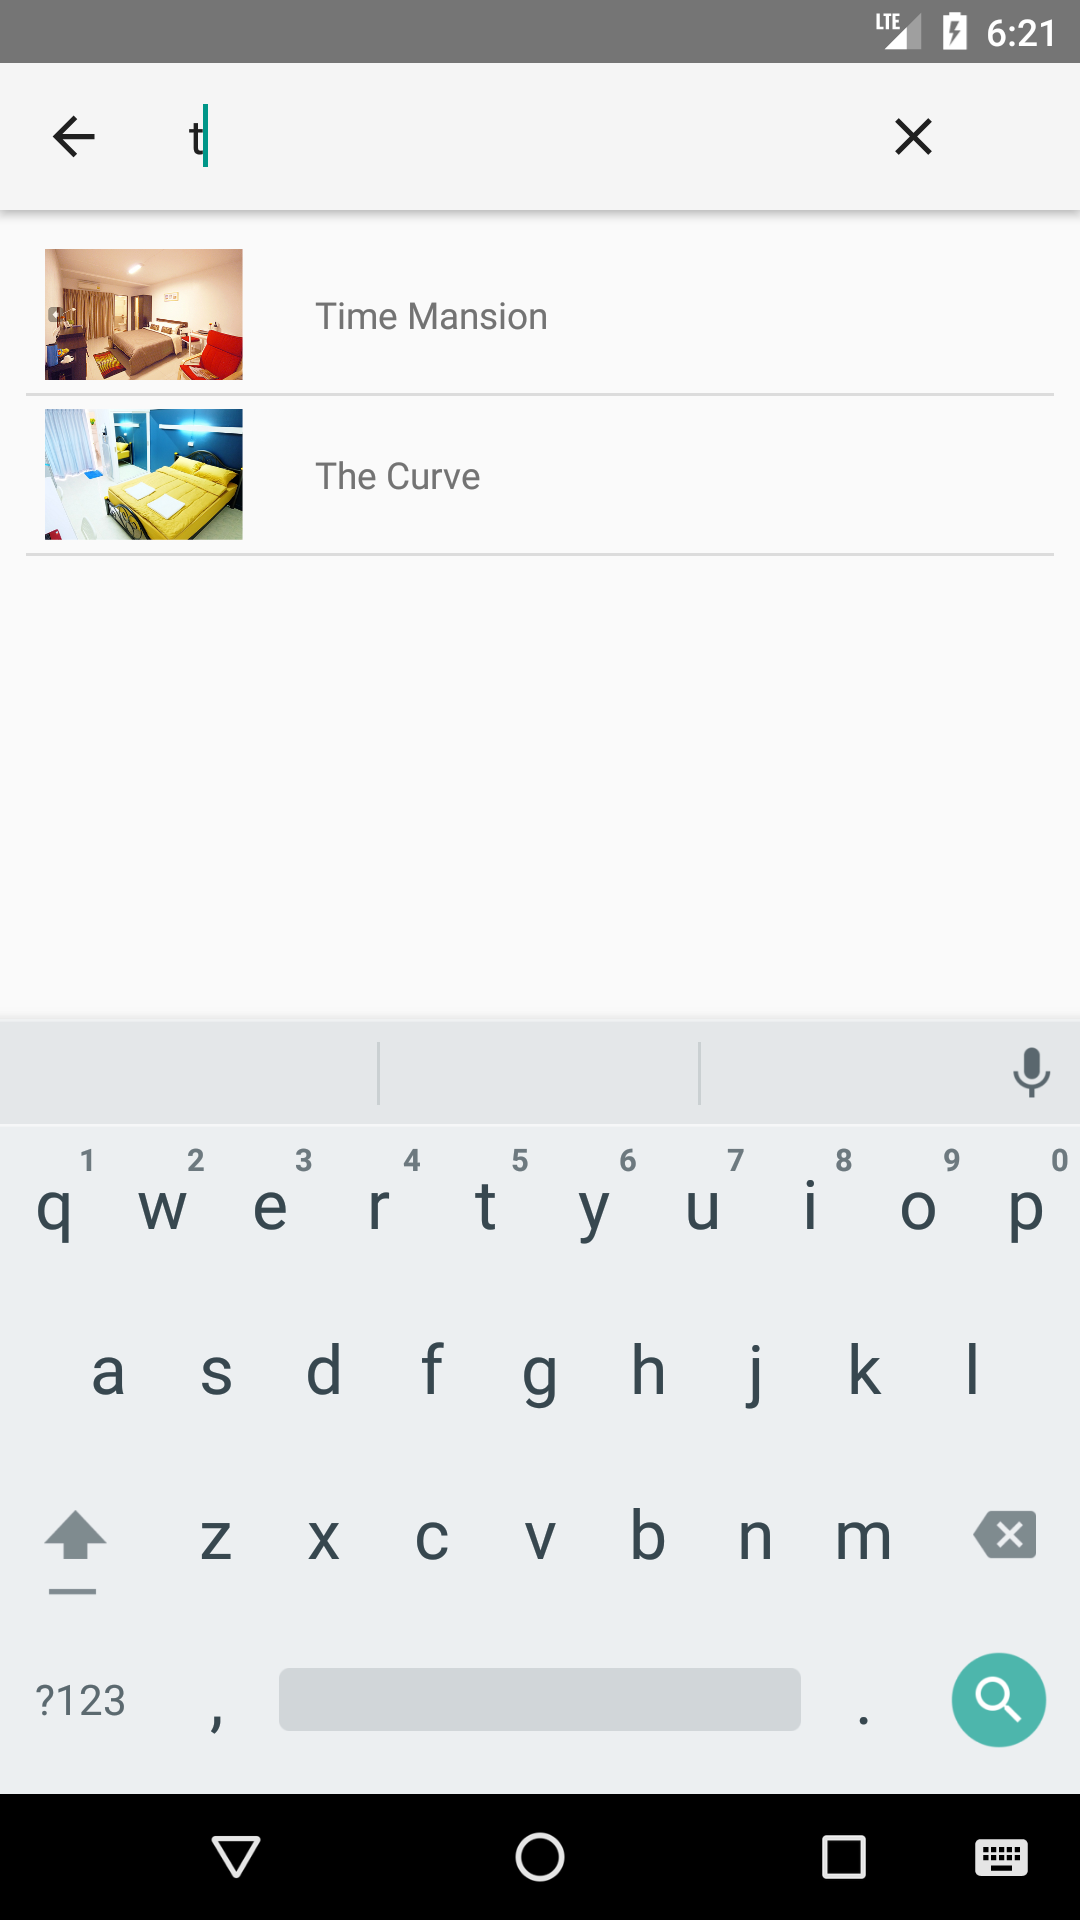 LTE 6:21
t
Time Mansion
The Curve
1 2 3 4 5 6 7 8 9 0
q w e r t y u i o p
a s d f g h j k l
z x c v b n m
?123 , .